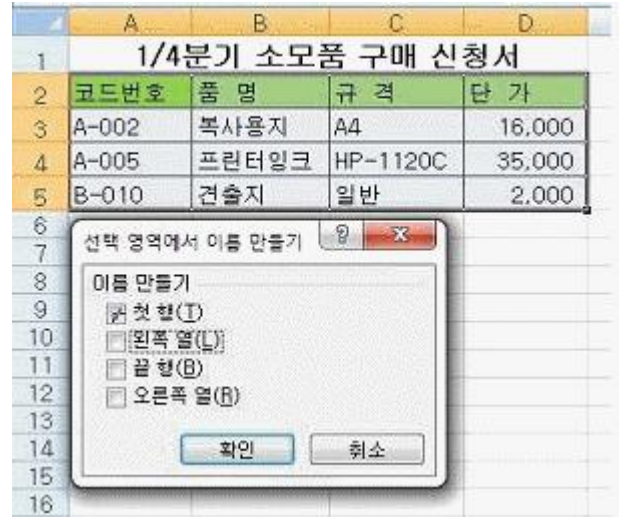 A B C D
1 1/4분기 소모품 구매 신청서
2 코드번호 품 명 규 격 단 가
3 A-002 복사용지 A4 16,000
4 A-005 프린터잉크 HP-1120C 35,000
5 B-010 견출지 일반 2,000
6
7
8
9
10
11
12
13
14
15
16
선택 영역에서 이름 만들기 ?
이름 만들기
첫 행(T)
왼쪽 열(L)
끝 행(B)
오른쪽 열(R)
확인 취소